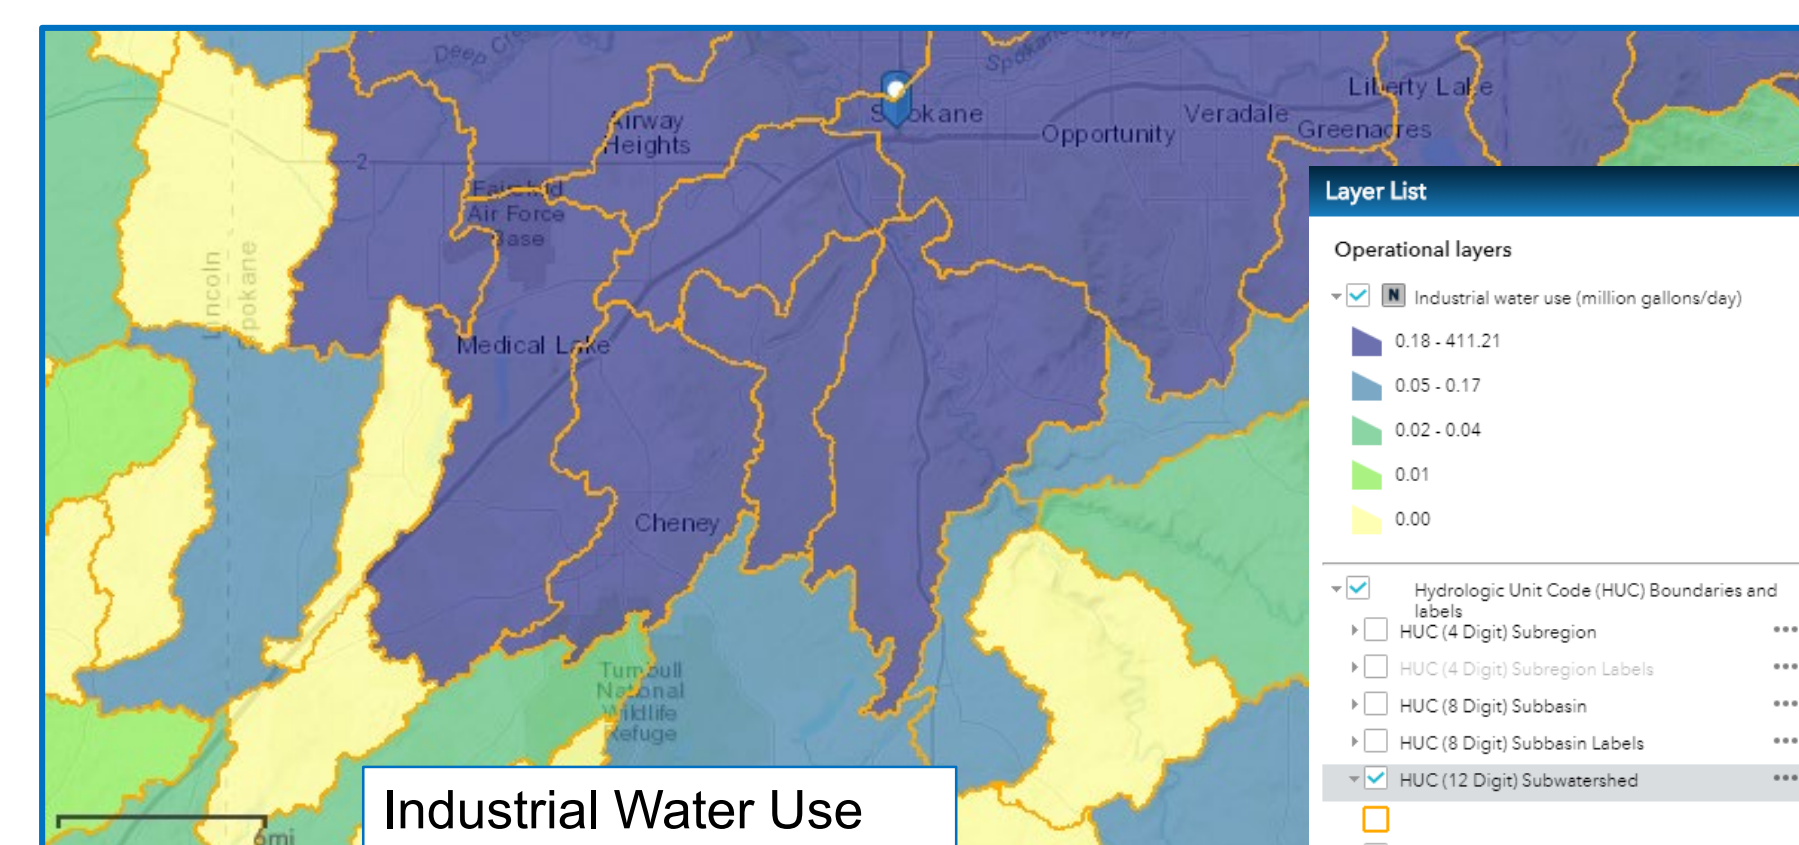 Deep Cre
Spokane River
Liberty Lake
Airway
Heights
Spokane
Veradale
Opportunity
Greenacres
2
Fairchild
Air Force
Base
Lincoln
Spokane
Medical Lake
Cheney
Turnbull
National
Wildlife
Refuge
6mi
Industrial Water Use
Layer List
Operational layers
N Industrial water use (million gallons/day)
0.18 - 411.21
0.05 - 0.17
0.02 - 0.04
0.01
0.00
Hydrologic Unit Code (HUC) Boundaries and
labels
HUC (4 Digit) Subregion
HUC (4 Digit) Subregion Labels
HUC (8 Digit) Subbasin
HUC (8 Digit) Subbasin Labels
HUC (12 Digit) Subwatershed